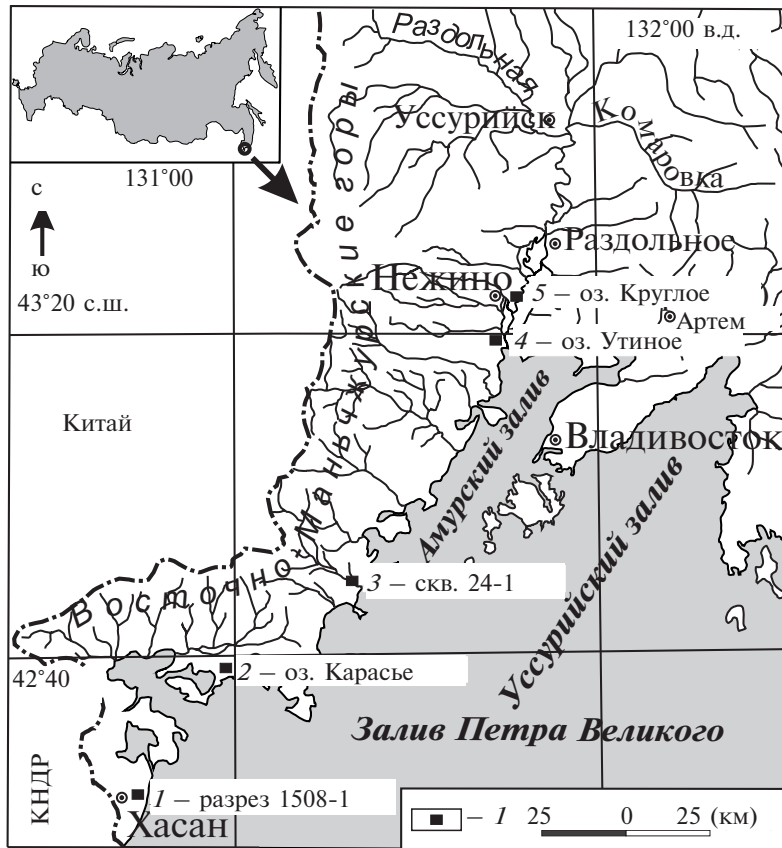 Раздольная
132°00 в.д.
Уссурийск
Комаровка
131°00
с
ю
43°20 с.ш.
Раздольное
Нежино
5 – оз. Круглое
Артем
4 – оз. Утиное
Китай
Владивосток
Восточно-Маньчжурские горы
Амурский залив
Уссурийский залив
3 – скв. 24-1
42°40
2 – оз. Карасье
Залив Петра Великого
КНДР
1 – разрез 1508-1
Хасан
– 1
25 0 25 (км)